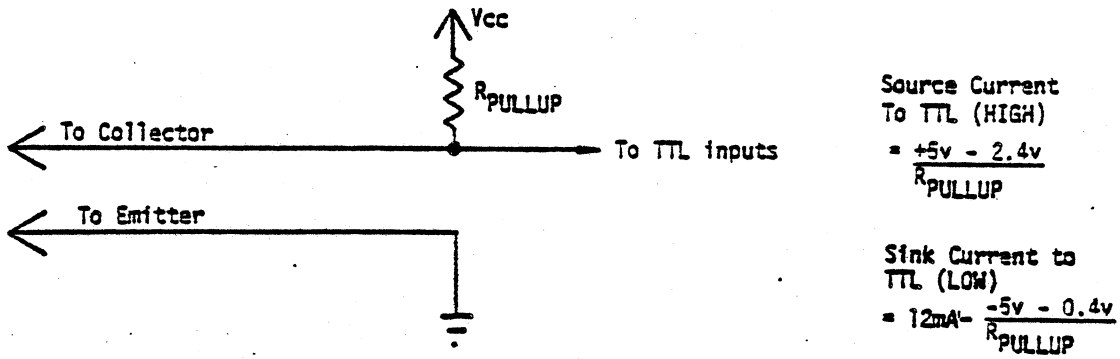 Vcc
RPULLUP
To Collector
To TTL inputs
To Emitter
Source Current
To TTL (HIGH)
= +5v - 2.4v
RPULLUP
Sink Current to
TTL (LOW)
= 12mA - -5v - 0.4v
RPULLUP